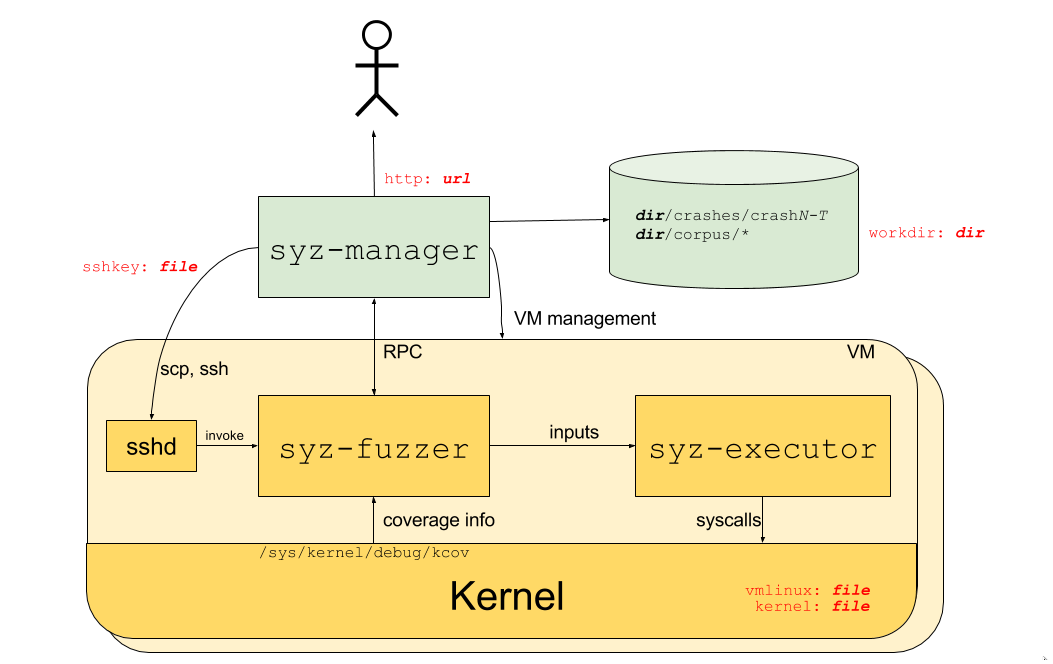 http: url
dir/crashes/crashN-T
dir/corpus/*
workdir: dir
syz-manager
sshkey: file
VM management
RPC
VM
scp, ssh
sshd
invoke
syz-fuzzer
inputs
syz-executor
coverage info
syscalls
/sys/kernel/debug/kcov
Kernel
vmlinux: file
kernel: file